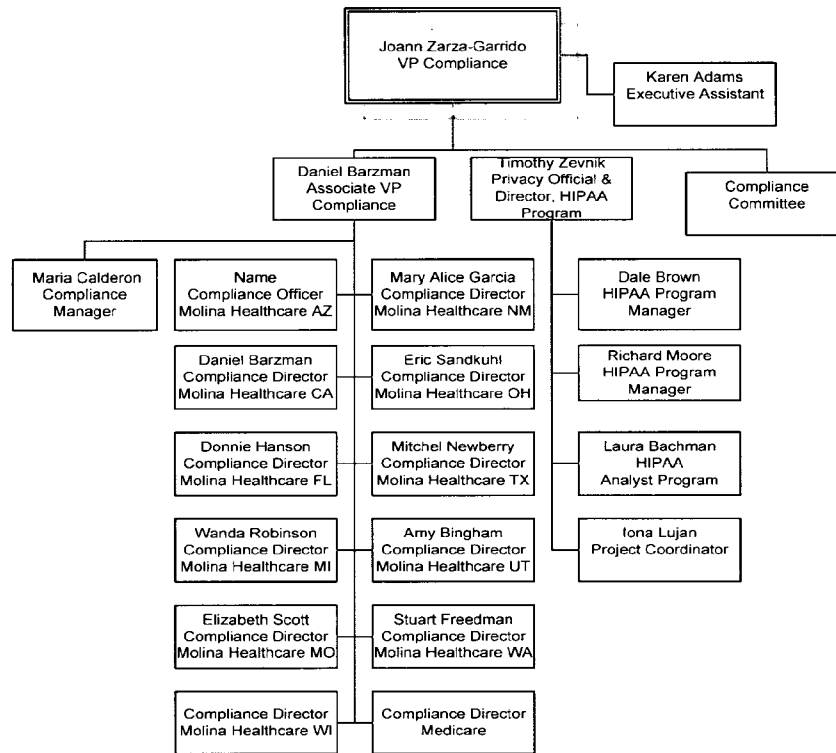 Joann Zarza-Garrido
VP Compliance
Karen Adams
Executive Assistant
Daniel Barzman
Associate VP
Compliance
Timothy Zevnik
Privacy Official &
Director, HIPAA
Program
Compliance
Committee
Maria Calderon
Compliance
Manager
Name
Compliance Officer
Molina Healthcare AZ
Mary Alice Garcia
Compliance Director
Molina Healthcare NM
Dale Brown
HIPAA Program
Manager
Daniel Barzman
Compliance Director
Molina Healthcare CA
Eric Sandkuhl
Compliance Director
Molina Healthcare OH
Richard Moore
HIPAA Program
Manager
Donnie Hanson
Compliance Director
Molina Healthcare FL
Mitchel Newberry
Compliance Director
Molina Healthcare TX
Laura Bachman
HIPAA
Analyst Program
Wanda Robinson
Compliance Director
Molina Healthcare MI
Amy Bingham
Compliance Director
Molina Healthcare UT
Iona Lujan
Project Coordinator
Elizabeth Scott
Compliance Director
Molina Healthcare MO
Stuart Freedman
Compliance Director
Molina Healthcare WA
Compliance Director
Molina Healthcare WI
Compliance Director
Medicare